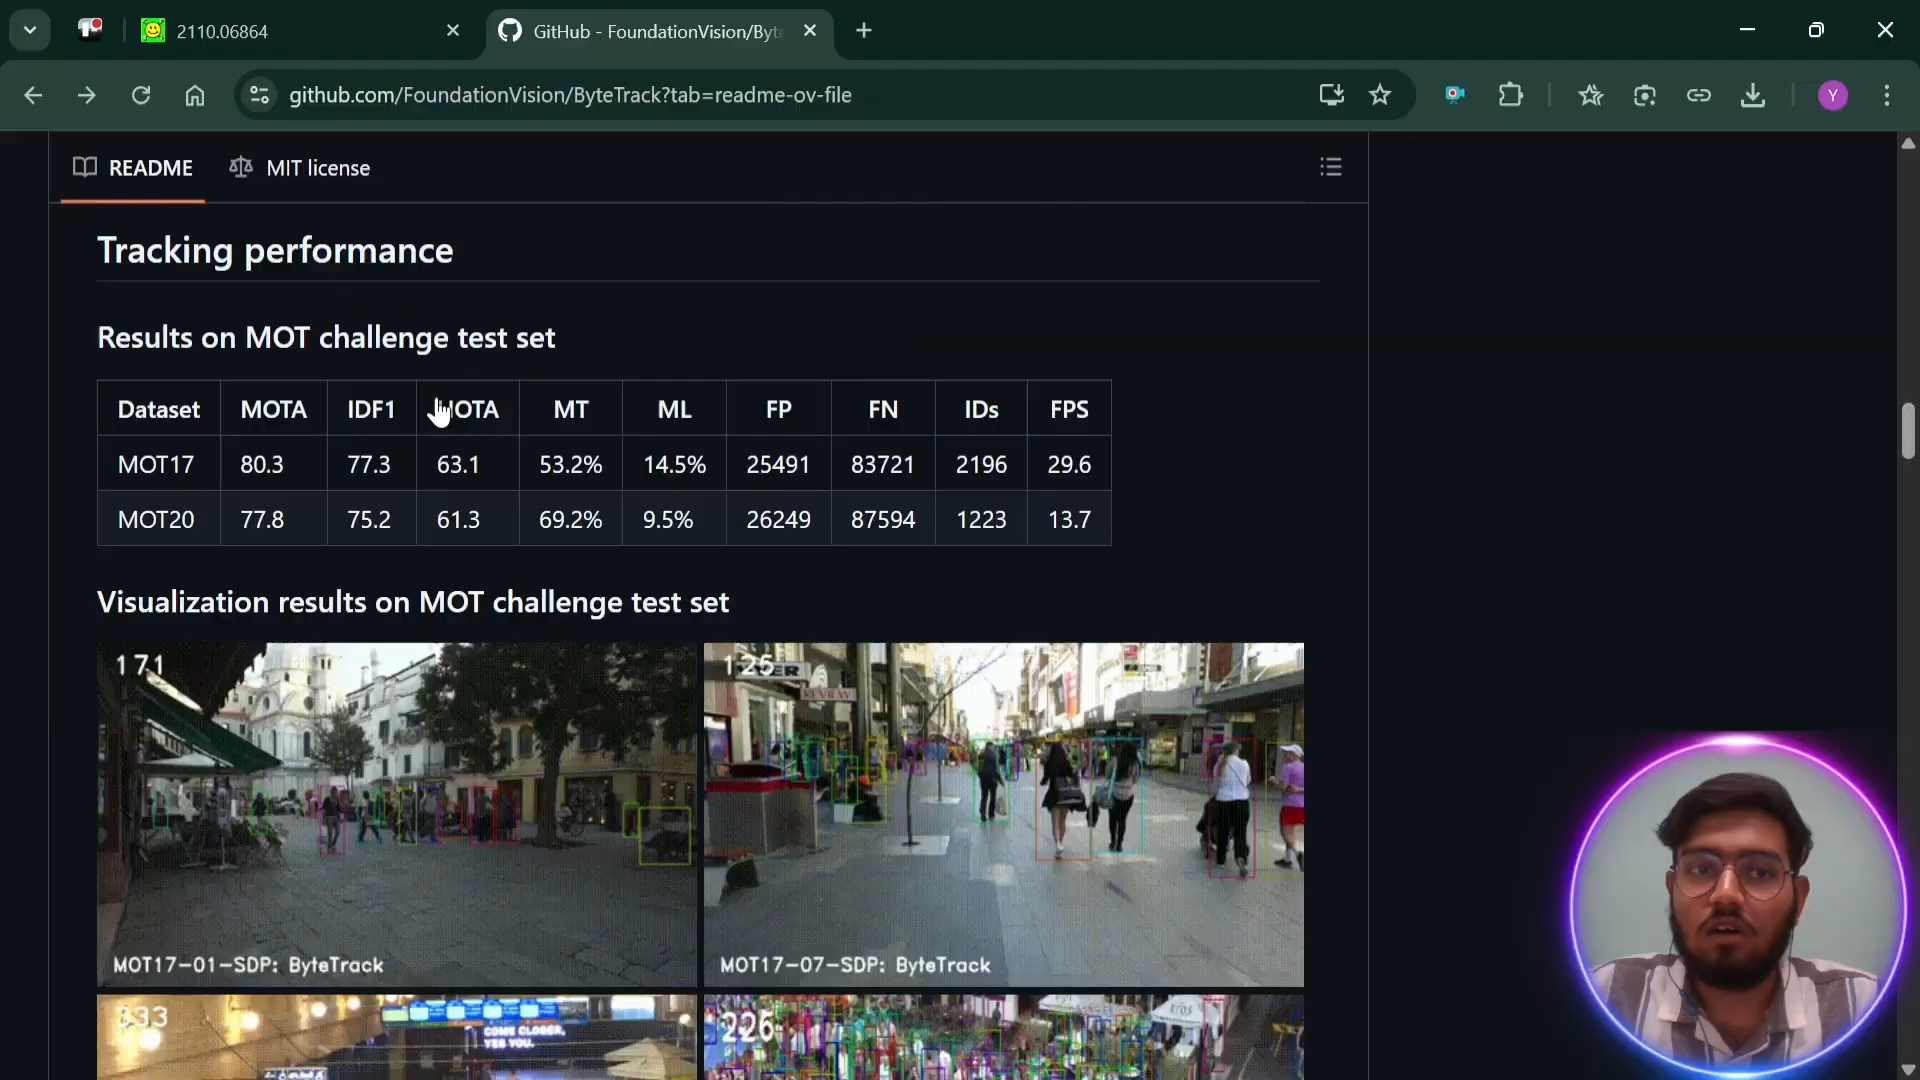 2110.06864
GitHub - FoundationVision/Byt
github.com/FoundationVision/ByteTrack?tab=readme-ov-file
Y
README
MIT license
Tracking performance
Results on MOT challenge test set
Dataset MOTA IDF1 HOTA MT ML FP FN IDs FPS
MOT17 80.3 77.3 63.1 53.2% 14.5% 25491 83721 2196 29.6
MOT20 77.8 75.2 61.3 69.2% 9.5% 26249 87594 1223 13.7
Visualization results on MOT challenge test set
171
125
REVIEW
MOT17-01-SDP: ByteTrack
MOT17-07-SDP: ByteTrack
333
COME CLOSER,
YES YOU.
226